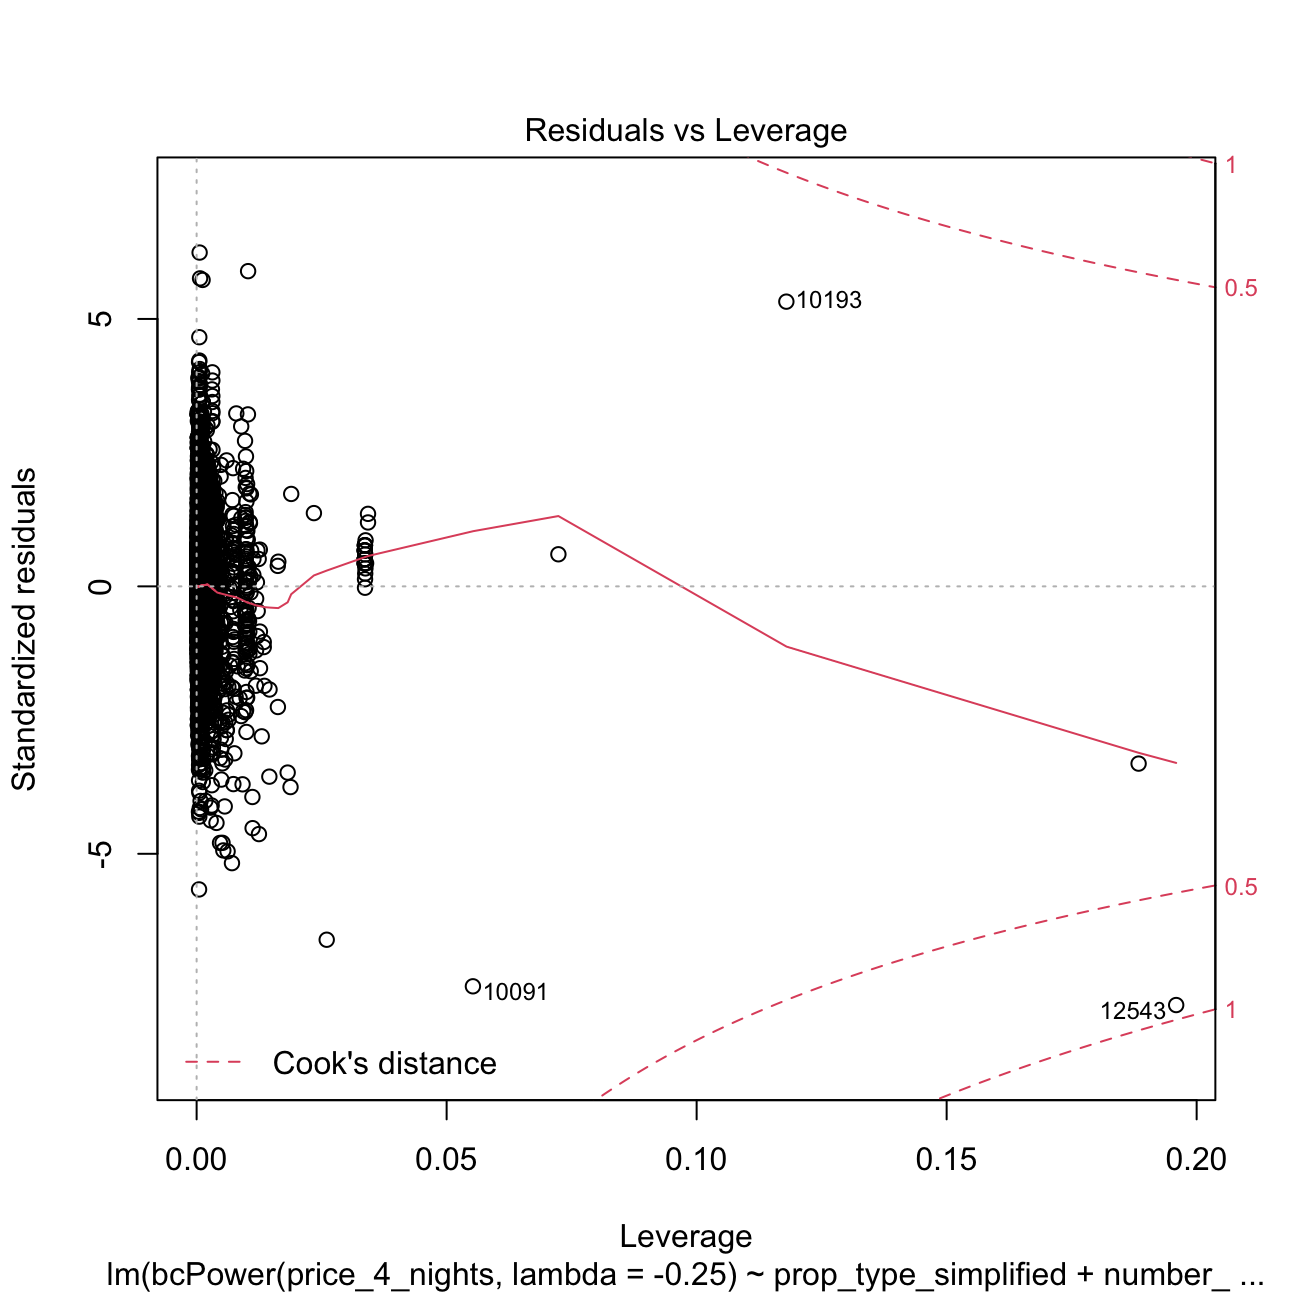 Residuals vs Leverage
1
0.5
10193
5
0
-5
Standardized residuals
0.5
10091
12543
1
Cook's distance
0.00 0.05 0.10 0.15 0.20
Leverage
lm(bcPower(price_4_nights, lambda = -0.25) ~ prop_type_simplified + number_ ...